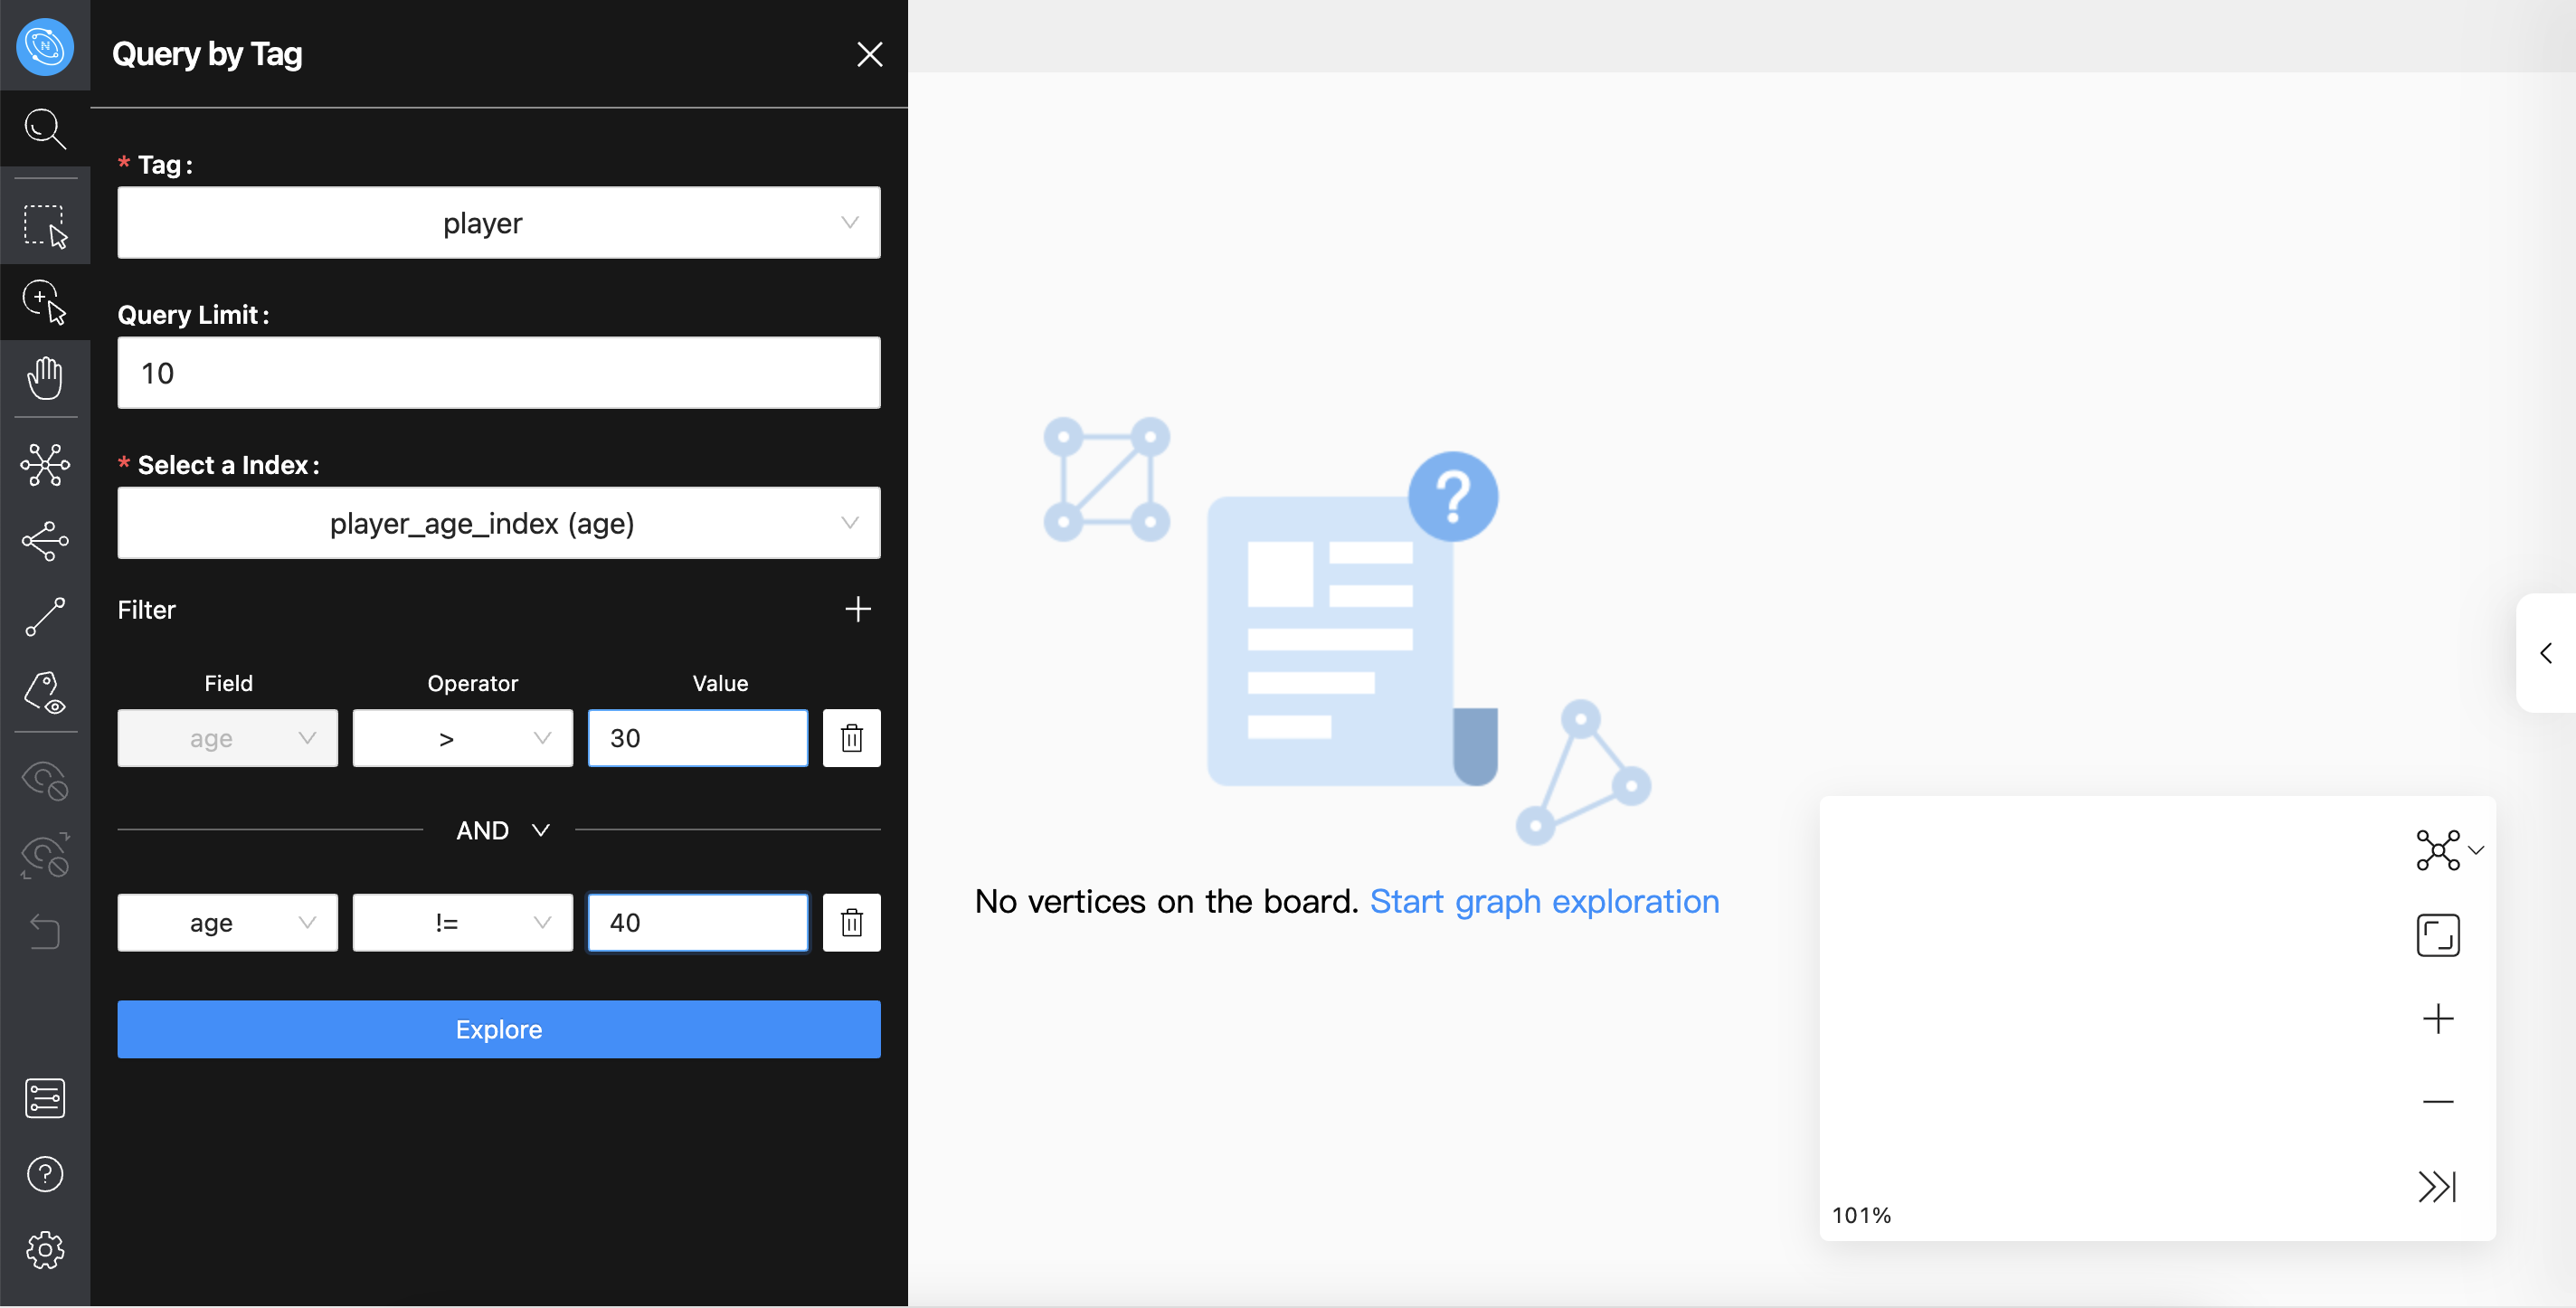 N
Query by Tag
* Tag:
player
Query Limit:
10
* Select a Index:
player_age_index (age)
Filter
Field Operator Value
age > 30
AND
age != 40
Explore
?
No vertices on the board. Start graph exploration
101%
?